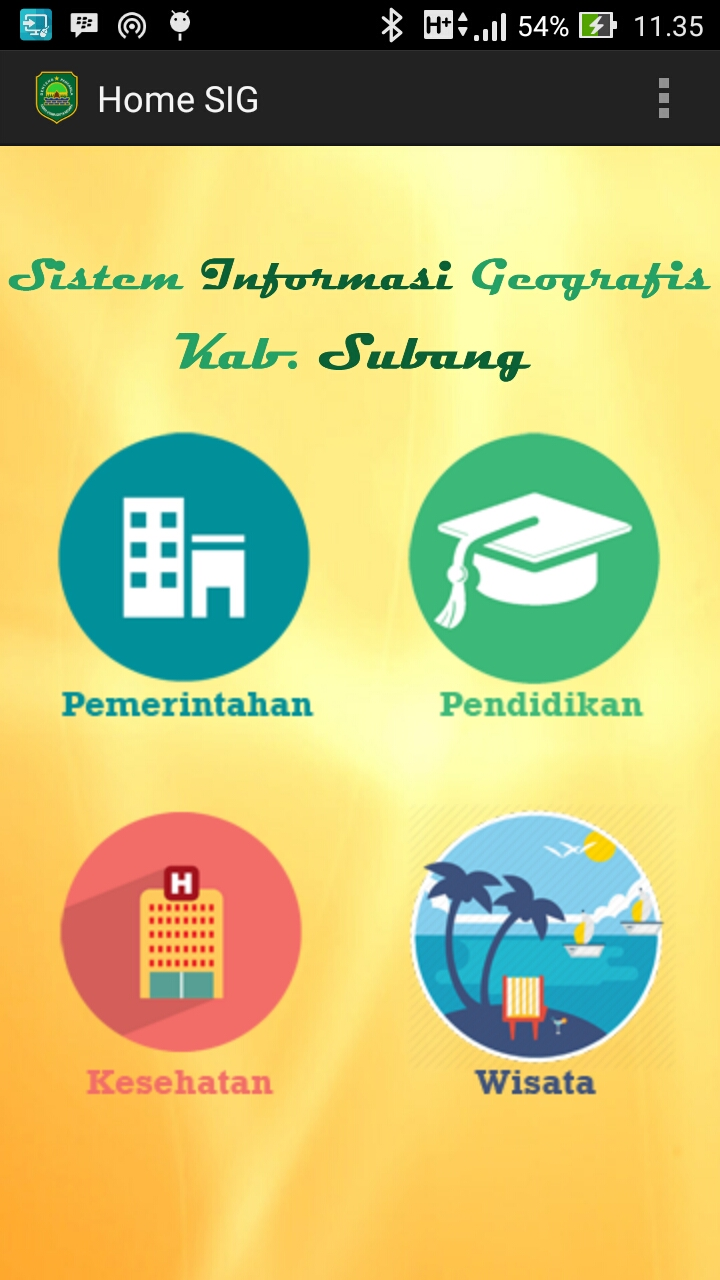 H+ 54% 11.35
Home SIG
Sistem Informasi Geografis
Kab. Subang
Pemerintahan
Pendidikan
H
Kesehatan
Wisata